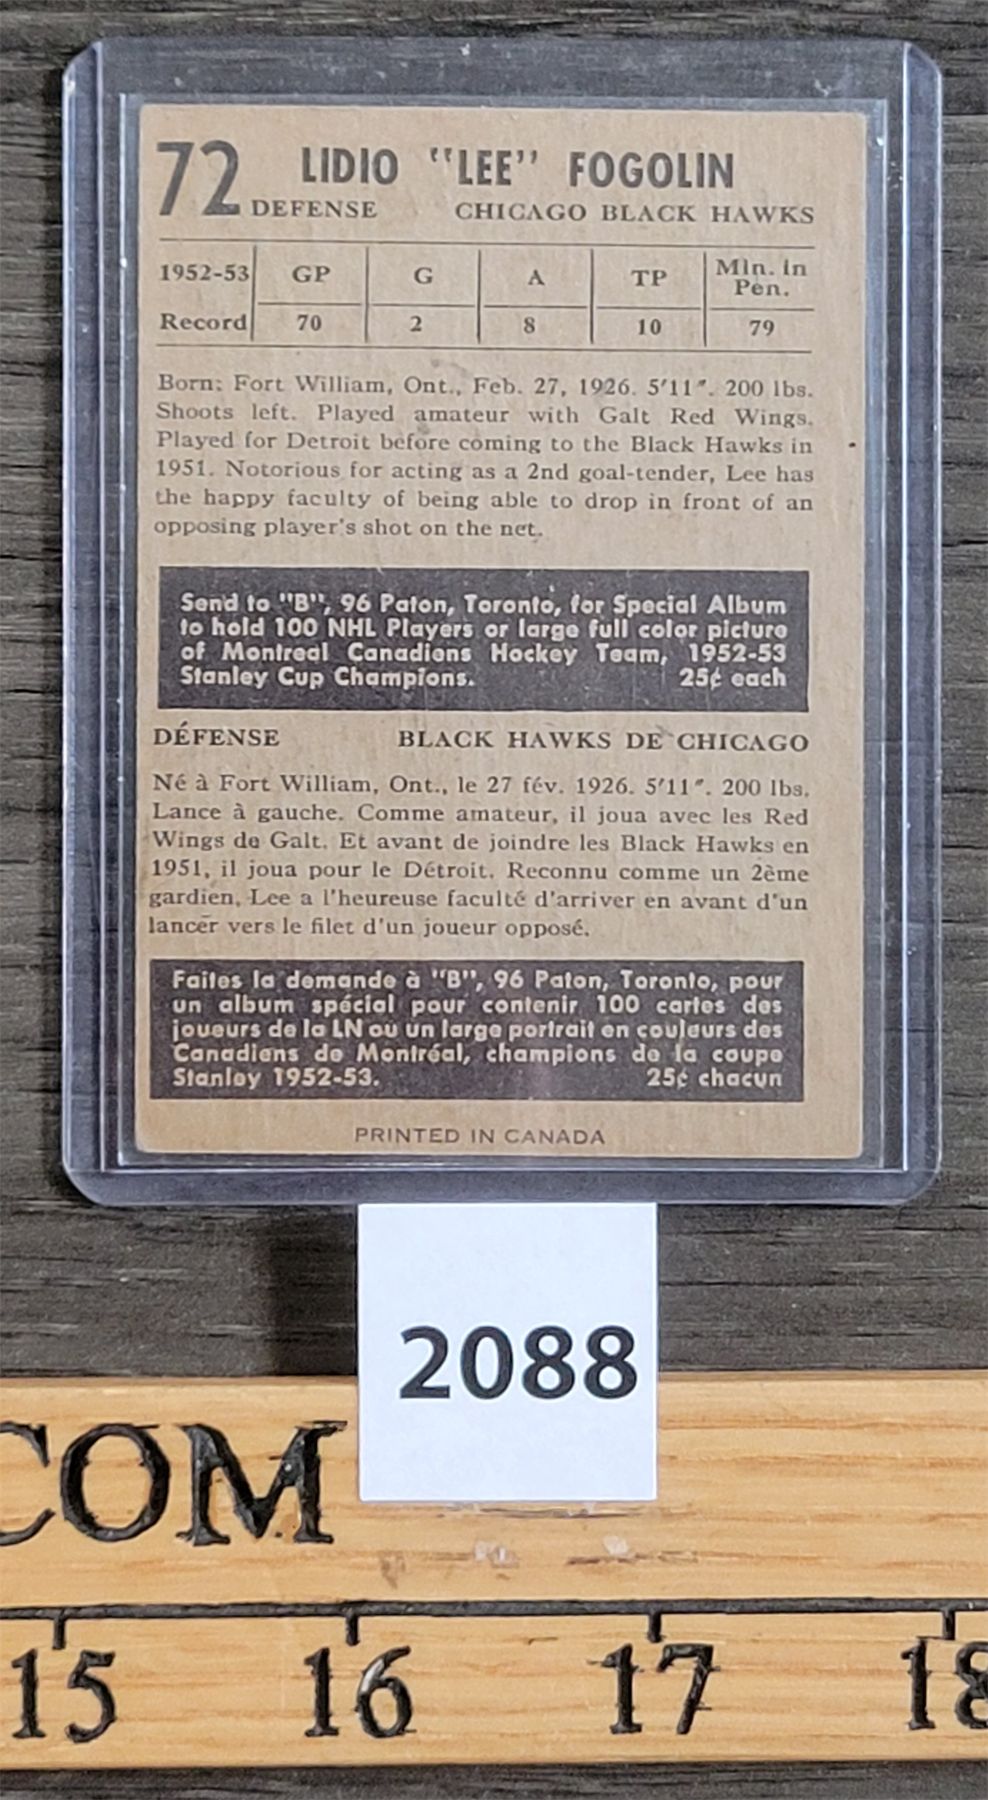 72 LIDIO "LEE" FOGOLIN
DEFENSE CHICAGO BLACK HAWKS
1952-53 GP G A TP Min. in Pen.
Record 70 2 8 10 79
Born: Fort William, Ont., Feb. 27, 1926. 5'11". 200 lbs.
Shoots left. Played amateur with Galt Red Wings.
Played for Detroit before coming to the Black Hawks in
1951. Notorious for acting as a 2nd goal-tender, Lee has
the happy faculty of being able to drop in front of an
opposing player's shot on the net.
Send to "B", 96 Paton, Toronto, for Special Album
to hold 100 NHL Players or large full color picture
of Montreal Canadiens Hockey Team, 1952-53
Stanley Cup Champions. 25¢ each
DÉFENSE BLACK HAWKS DE CHICAGO
Né à Fort William, Ont., le 27 fév. 1926. 5'11". 200 lbs.
Lance à gauche. Comme amateur, il joua avec les Red
Wings de Galt. Et avant de joindre les Black Hawks en
1951, il joua pour le Détroit. Reconnu comme un 2ème
gardien, Lee a l'heureuse faculté d'arriver en avant d'un
lancer vers le filet d'un joueur opposé.
Faites la demande à "B", 96 Paton, Toronto, pour
un album spécial pour contenir 100 cartes des
joueurs de la LN ou un large portrait en couleurs des
Canadiens de Montréal, champions de la coupe
Stanley 1952-53. 25¢ chacun
PRINTED IN CANADA
2088
COM
15 16 17 18